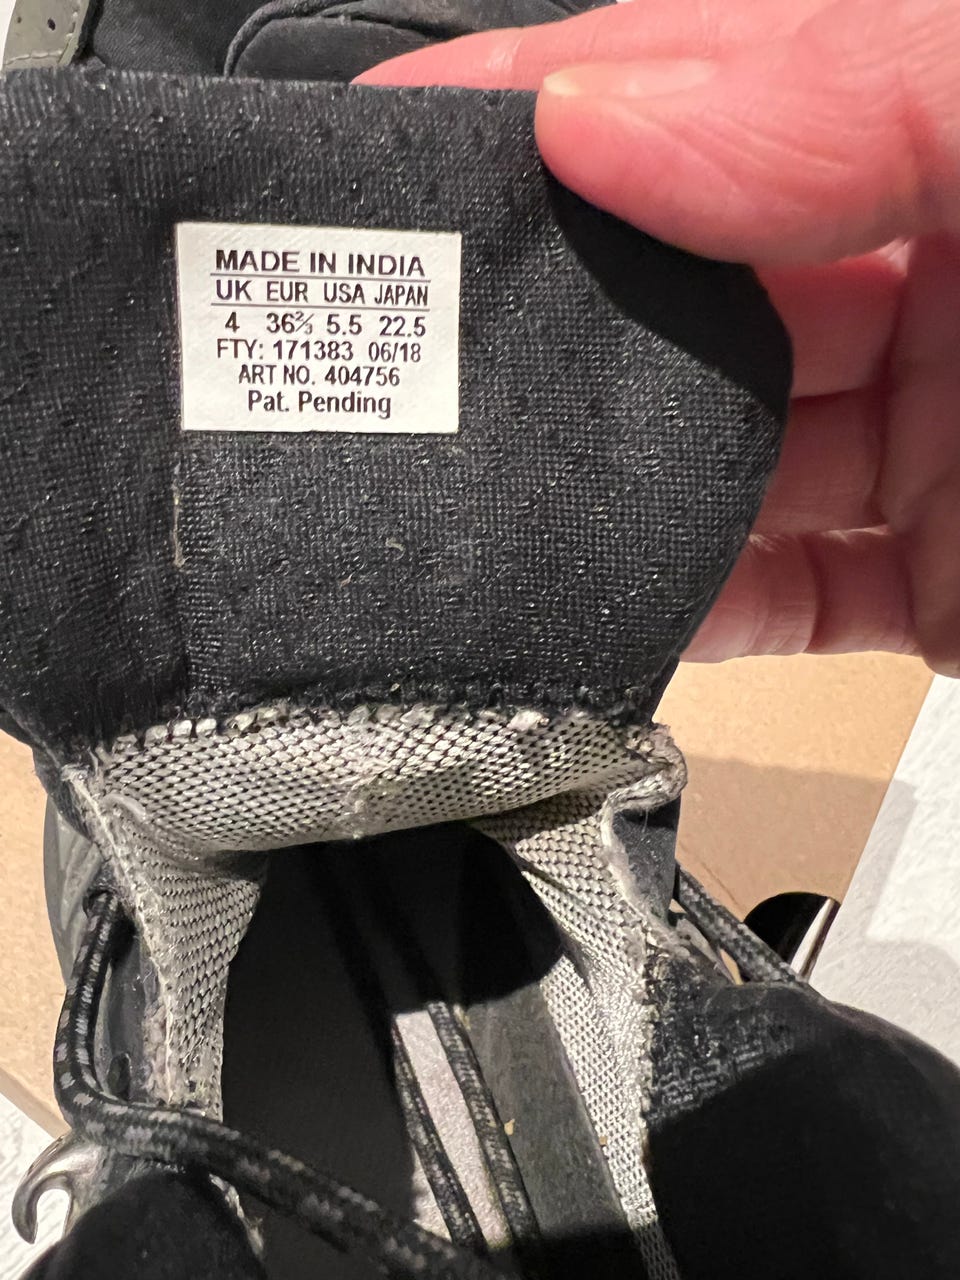 MADE IN INDIA
UK EUR USA JAPAN
4 36⅔ 5.5 22.5
FTY: 171383 06/18
ART NO. 404756
Pat. Pending